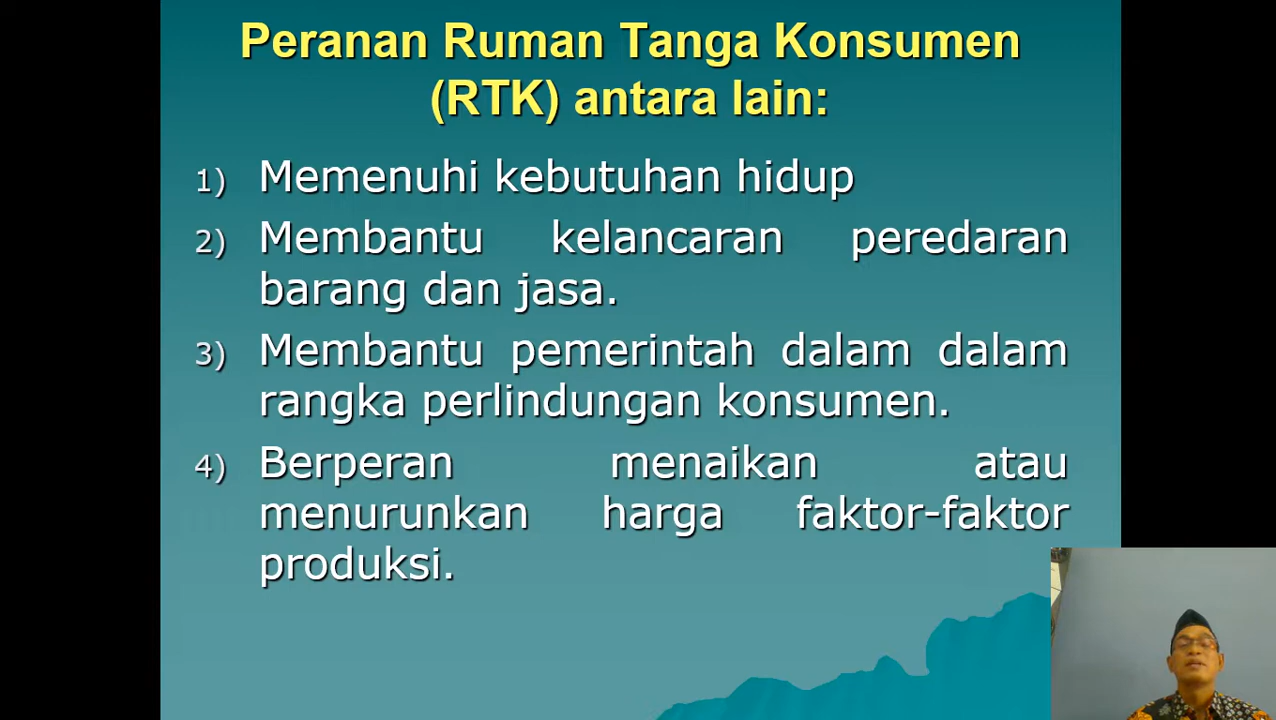 Peranan Ruman Tanga Konsumen
(RTK) antara lain:
1) Memenuhi kebutuhan hidup
2) Membantu kelancaran peredaran
barang dan jasa.
3) Membantu pemerintah dalam dalam
rangka perlindungan konsumen.
4) Berperan menaikan atau
menurunkan harga faktor-faktor
produksi.